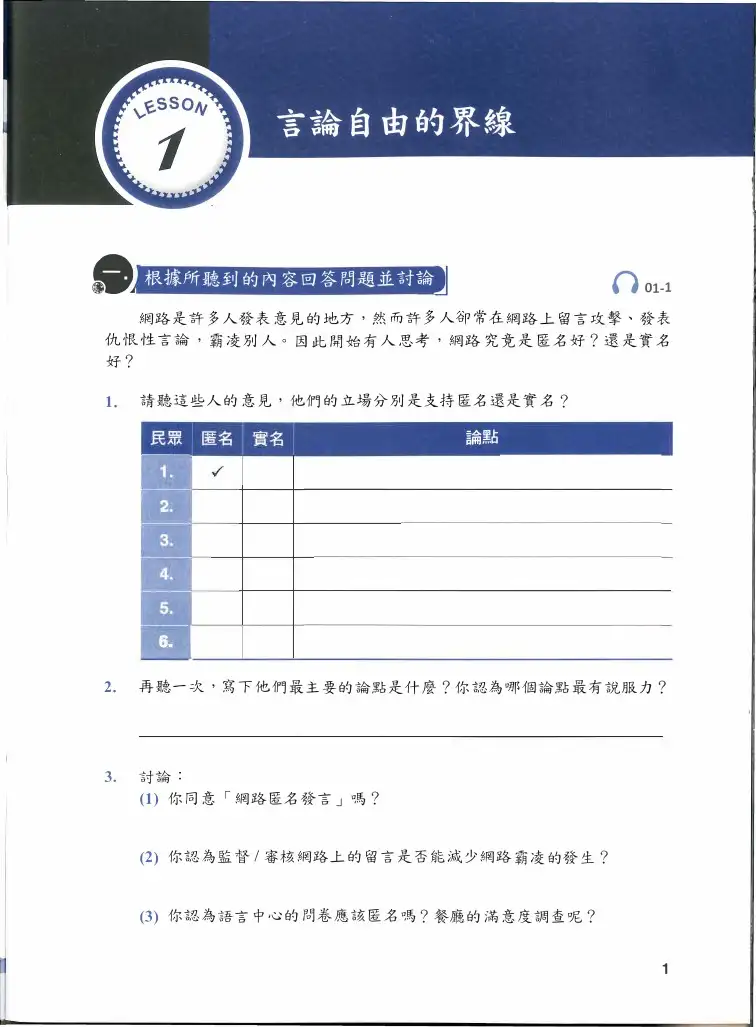 LESSON
1
言論自由的界線
一. 根據所聽到的內容回答問題並討論
01-1
網路是許多人發表意見的地方，然而許多人卻常在網路上留言攻擊、發表
仇恨性言論，霸凌別人。因此開始有人思考，網路究竟是匿名好？還是實名
好？
1. 請聽這些人的意見，他們的立場分別是支持匿名還是實名？
民眾 匿名 實名 論點
1. ✓
2.
3.
4.
5.
6.
2. 再聽一次，寫下他們最主要的論點是什麼？你認為哪個論點最有說服力？
3. 討論：
(1) 你同意「網路匿名發言」嗎？
(2) 你認為監督/審核網路上的留言是否能減少網路霸凌的發生？
(3) 你認為語言中心的問卷應該匿名嗎？餐廳的滿意度調查呢？
1